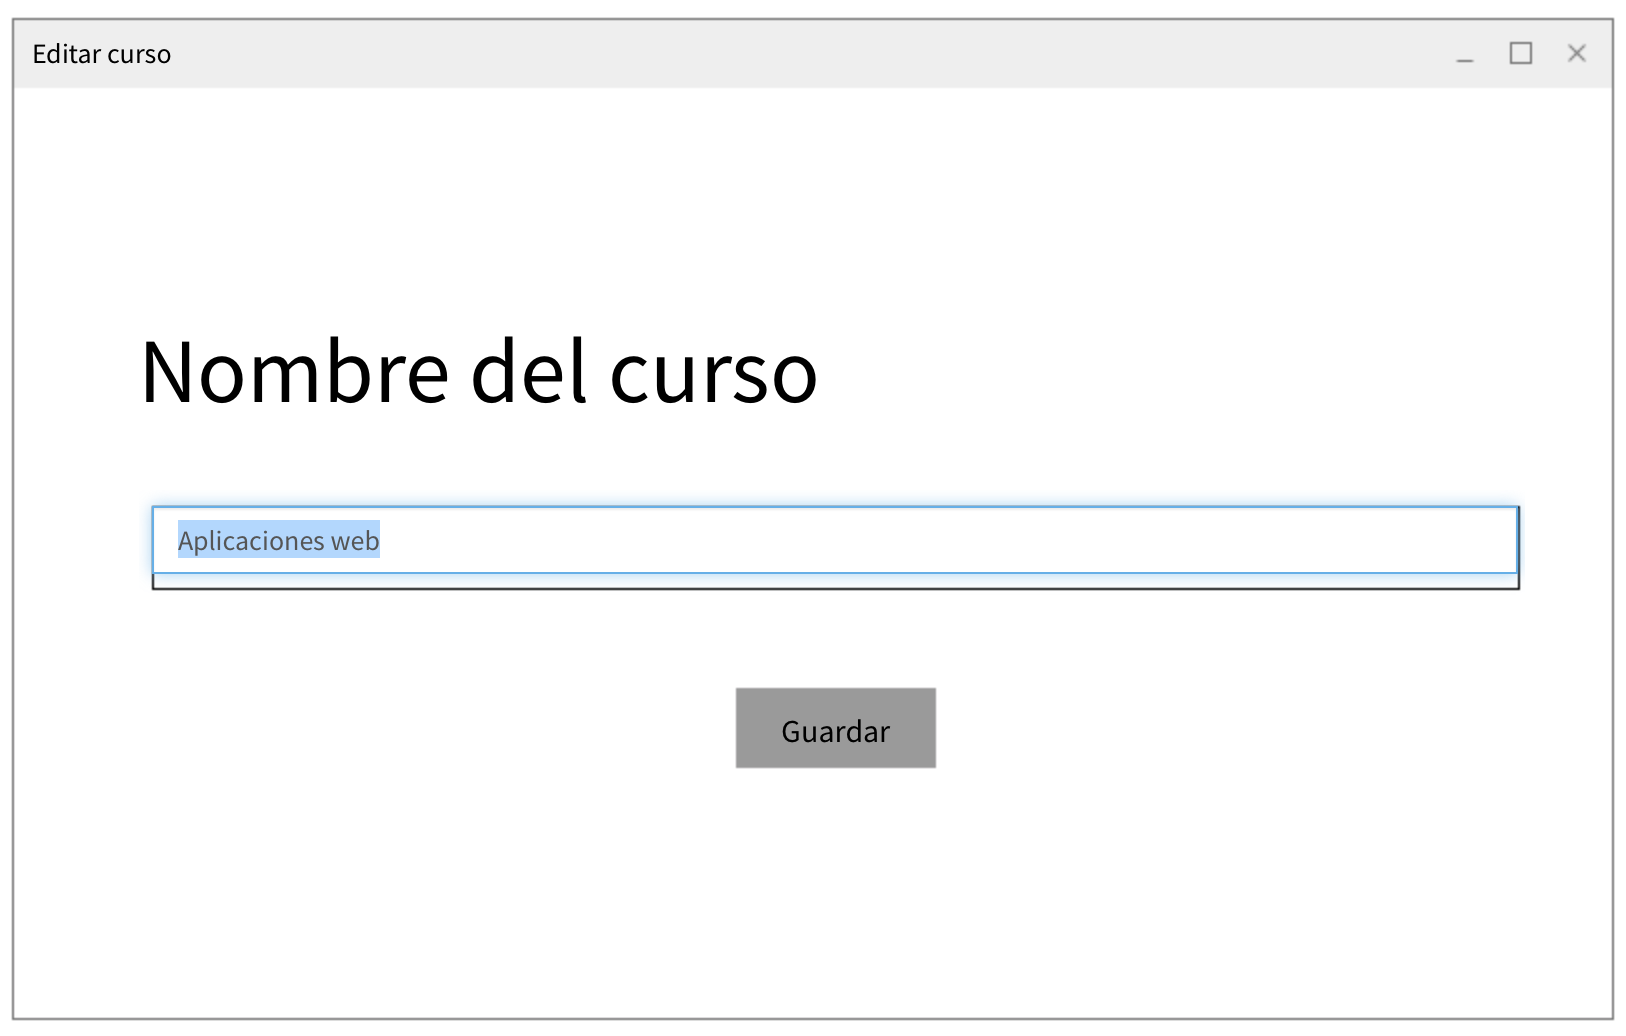 Editar curso
Nombre del curso
Aplicaciones web
Guardar